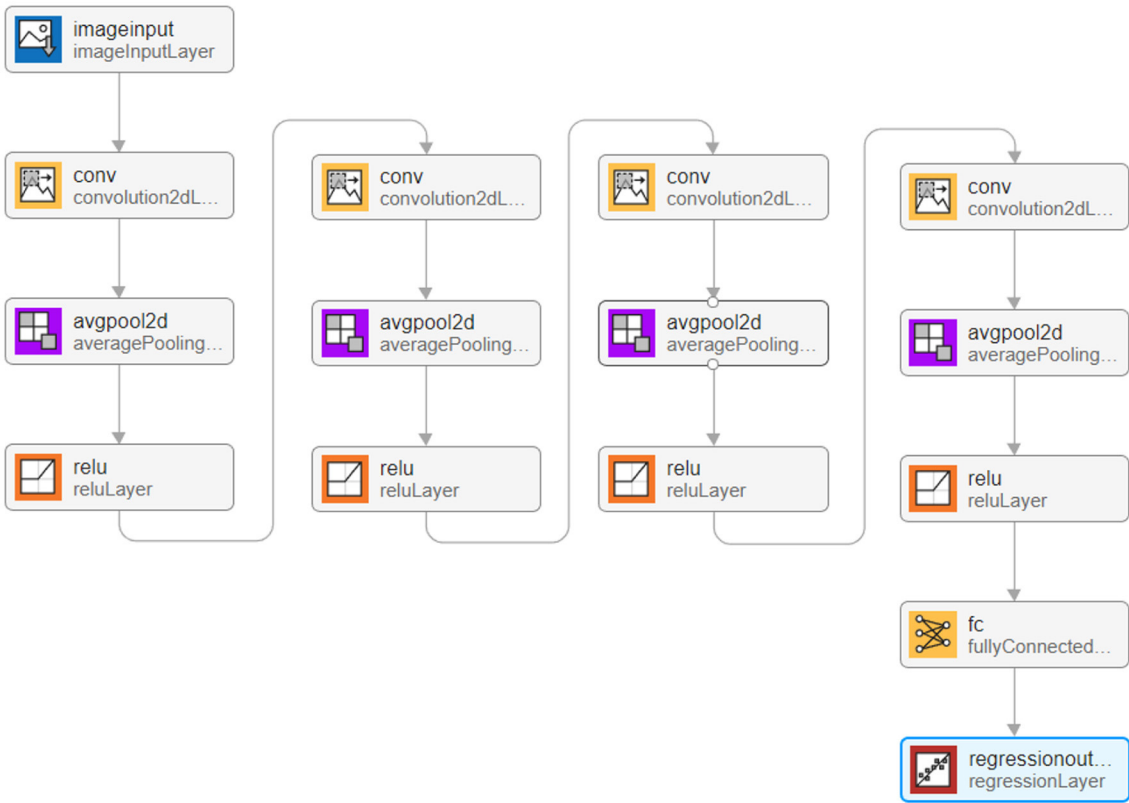 imageinput
imageInputLayer
conv
convolution2dL...
avgpool2d
averagePooling...
relu
reluLayer
conv
convolution2dL...
avgpool2d
averagePooling...
relu
reluLayer
conv
convolution2dL...
avgpool2d
averagePooling...
relu
reluLayer
conv
convolution2dL...
avgpool2d
averagePooling...
relu
reluLayer
fc
fullyConnected...
regressionout...
regressionLayer